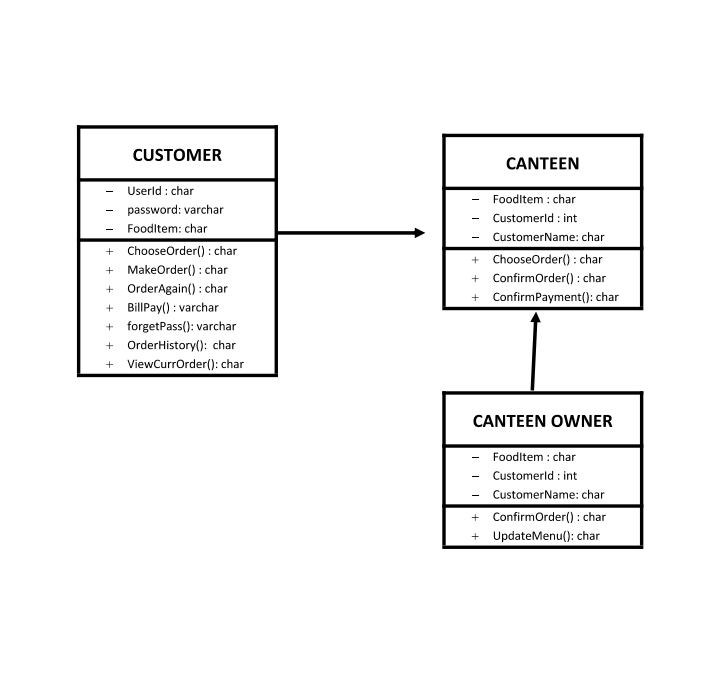 CUSTOMER
− UserId : char
− password: varchar
− FoodItem: char
+ ChooseOrder() : char
+ MakeOrder() : char
+ OrderAgain() : char
+ BillPay() : varchar
+ forgetPass(): varchar
+ OrderHistory(): char
+ ViewCurrOrder(): char
CANTEEN
− FoodItem : char
− CustomerId : int
− CustomerName: char
+ ChooseOrder() : char
+ ConfirmOrder() : char
+ ConfirmPayment(): char
CANTEEN OWNER
− FoodItem : char
− CustomerId : int
− CustomerName: char
+ ConfirmOrder() : char
+ UpdateMenu(): char